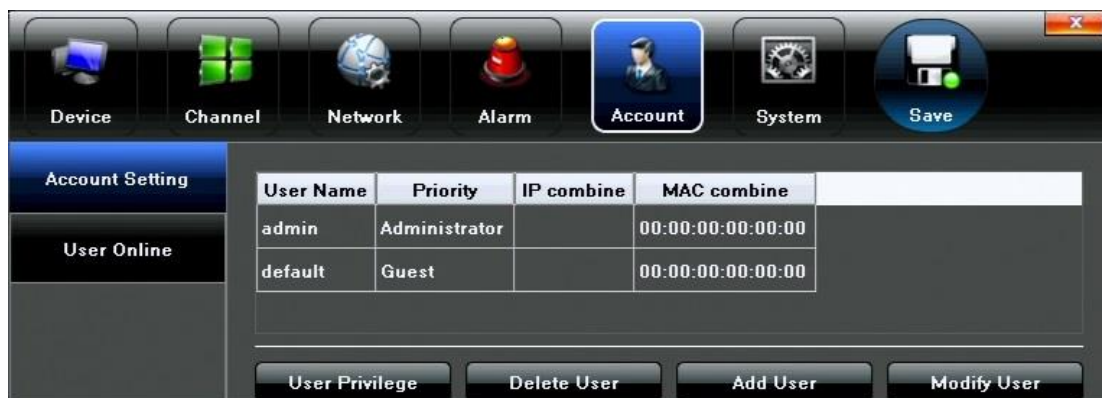 X
Device Channel Network Alarm Account System Save
Account Setting
User Online
User Name Priority IP combine MAC combine
admin Administrator 00:00:00:00:00:00
default Guest 00:00:00:00:00:00
User Privilege Delete User Add User Modify User